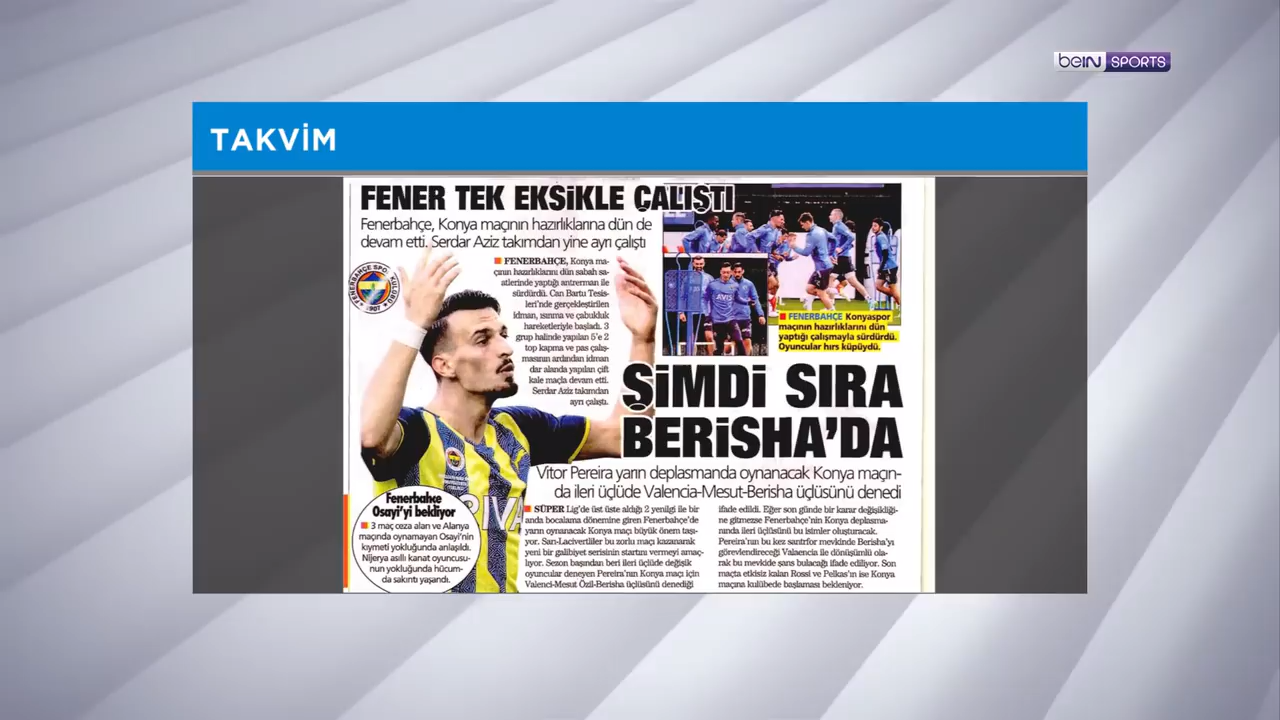 beIN SPORTS
TAKVİM
FENER TEK EKSiKLE ÇALIŞTI
Fenerbahçe, Konya maçının hazırlıklarına dün de
devam etti. Serdar Aziz takımdan yine ayrı çalıştı
FENERBAHÇE, Konya ma-
çının hazırlıklarını dün sabah sa-
atlerinde yaptığı antrerman ile
sürdürdü. Can Bartu Tesis-
leri'nde gerçekleştirilen
idman, ısınma ve çabukluk
hareketleriyle başladı. 3
grup halinde yapılan 5'e 2
top kapma ve pas çalış-
masının ardından idman
dar alanda yapılan çift
kale maçla devam etti.
Serdar Aziz takımdan
ayrı çalıştı.
FENERBAHÇE SPOR KULÜBÜ
1907
AVIS
FENERBAHÇE Konyaspor
maçının hazırlıklarını dün
yaptığı çalışmayla sürdürdü.
Oyuncular hırs küpüydü.
ŞiMDi SIRA
BERiSHA'DA
Vitor Pereira yarın deplasmanda oynanacak Konya maçın-
da ileri üçlüde Valencia-Mesut-Berisha üçlüsünü denedi
SÜPER Lig'de üst üste aldığı 2 yenilgi ile bir
anda bocalama dönemine giren Fenerbahçe'de
yarın oynanacak Konya maçı büyük önem taşı-
yor. Sarı-Lacivertliler bu zorlu maçı kazanarak
yeni bir galibiyet serisinin startını vermeyi amaç-
lıyor. Sezon başından beri ileri üçlüde değişik
oyuncular deneyen Pereira'nın Konya maçı için
Valenci-Mesut Özil-Berisha üçlüsünü denediği
ifade edildi. Eğer son günde bir karar değişikliği-
ne gitmezse Fenerbahçe'nin Konya deplasma-
nında ileri üçlüsünü bu isimler oluşturacak.
Pereira'nın bu kez santrfor mevkinde Berisha'yı
görevlendireceği Valaencia ile dönüşümlü ola-
rak bu mevkide şans bulacağı ifade ediliyor. Son
maçta etkisiz kalan Rossi ve Pelkas'ın ise Konya
maçına kulübede başlaması bekleniyor.
Fenerbahçe
Osayi'yi bekliyor
3 maç ceza alan ve Alanya
maçında oynamayan Osayi'nin
kıymeti yokluğunda anlaşıldı.
Nijerya asıllı kanat oyuncusu-
nun yokluğunda hücum-
da sakıntı yaşandı.